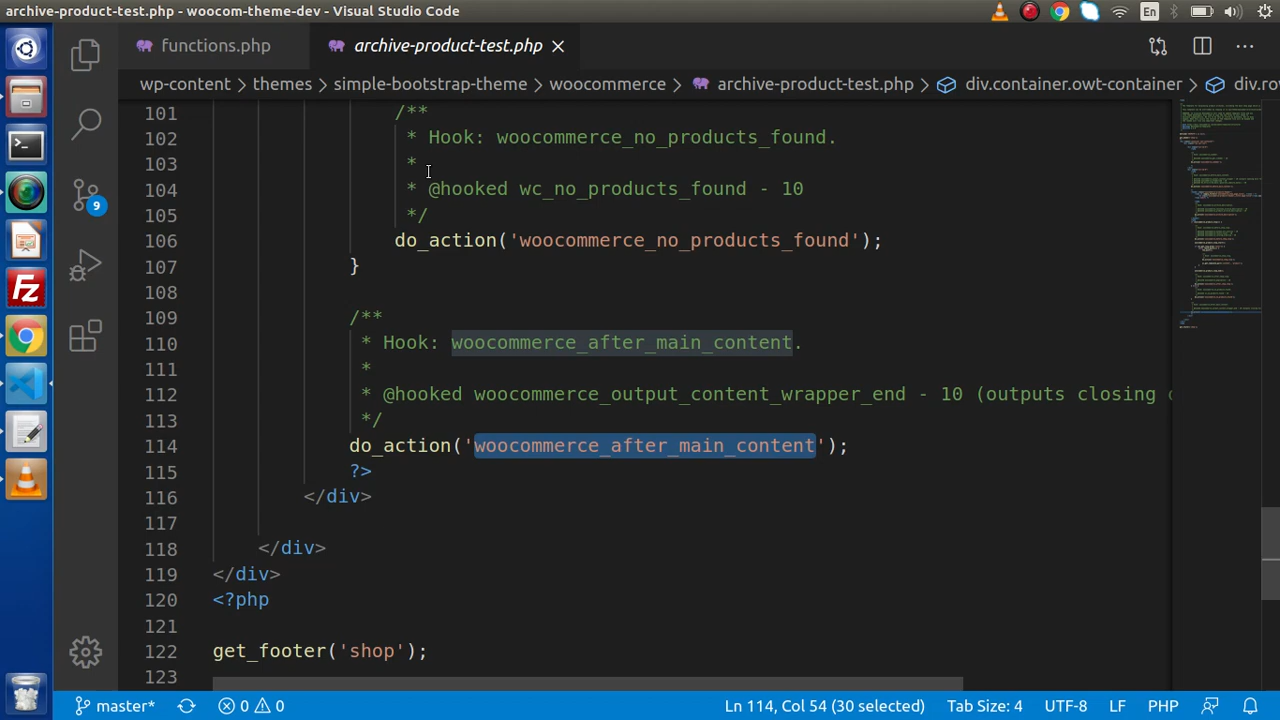 archive-product-test.php - woocom-theme-dev - Visual Studio Code
En
functions.php
archive-product-test.php
wp-content > themes > simple-bootstrap-theme > woocommerce > archive-product-test.php > div.container.owt-container > div.ro
101 /**
102 * Hook: woocommerce_no_products_found.
103 *
104 * @hooked wc_no_products_found - 10
105 */
106 do_action('woocommerce_no_products_found');
107 }
108
109 /**
110 * Hook: woocommerce_after_main_content.
111 *
112 * @hooked woocommerce_output_content_wrapper_end - 10 (outputs closing
113 */
114 do_action('woocommerce_after_main_content');
115 ?>
116 </div>
117
118 </div>
119 </div>
120 <?php
121
122 get_footer('shop');
123
9
master*
0 0
Ln 114, Col 54 (30 selected)
Tab Size: 4
UTF-8
LF
PHP